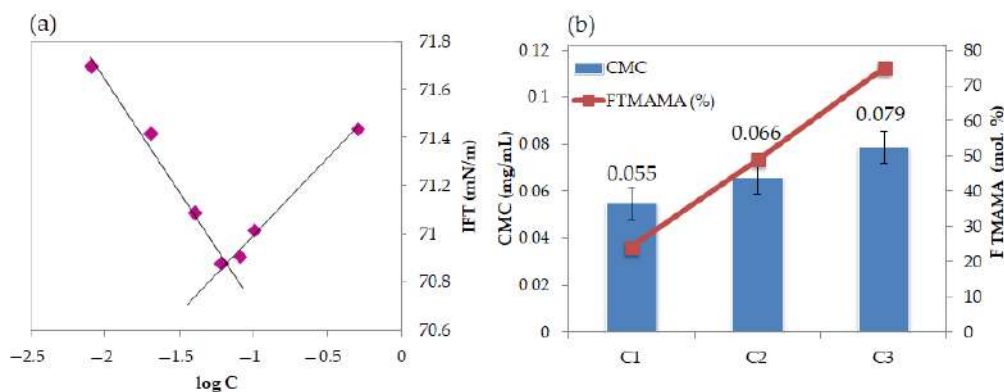 (a)
71.8
71.6
71.4
71.2
71
70.8
70.6
IFT (mN/m)
−2.5
−2
−1.5
−1
−0.5
0
log C
(b)
0.12
0.1
0.08
0.06
0.04
0.02
0
CMC (mg/mL)
CMC
FTMAMA (%)
0.055
0.066
0.079
80
70
60
50
40
30
20
10
0
FTMAMA (mol. %)
C1
C2
C3